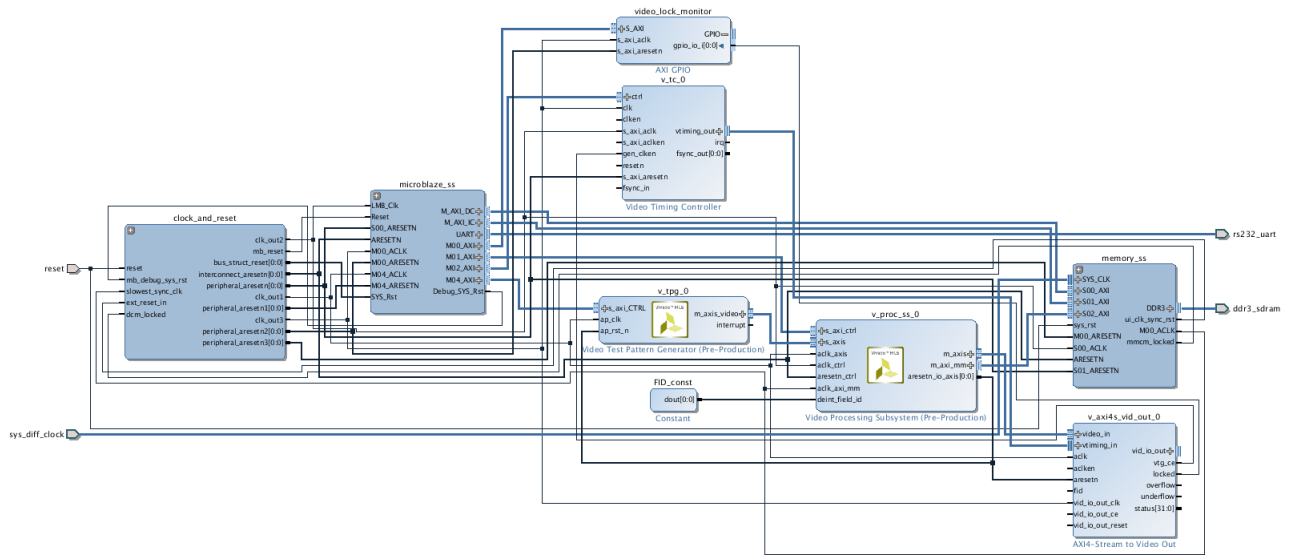 video_lock_monitor
S_AXI
s_axi_aclk
s_axi_aresetn
GPIO
gpio_io_i[0:0]
AXI GPIO
v_tc_0
ctrl
clk
clken
s_axi_aclk
s_axi_aclken
gen_clken
resetn
s_axi_aresetn
fsync_in
vtiming_out
irq
fsync_out[0:0]
Video Timing Controller
microblaze_ss
LMB_Clk
Reset
S00_ARESETN
ARESETN
M00_ACLK
M00_ARESETN
M04_ACLK
M04_ARESETN
SYS_Rst
M_AXI_DC
M_AXI_IC
UART
M00_AXI
M01_AXI
M02_AXI
M04_AXI
Debug_SYS_Rst
clock_and_reset
reset
mb_debug_sys_rst
slowest_sync_clk
ext_reset_in
dcm_locked
clk_out2
mb_reset
bus_struct_reset[0:0]
interconnect_aresetn[0:0]
peripheral_aresetn[0:0]
clk_out1
peripheral_aresetn1[0:0]
clk_out3
peripheral_aresetn2[0:0]
peripheral_aresetn3[0:0]
reset
sys_diff_clock
v_tpg_0
s_axi_CTRL
ap_clk
ap_rst_n
m_axis_video
interrupt
Video Test Pattern Generator (Pre-Production)
FID_const
dout[0:0]
Constant
v_proc_ss_0
s_axi_ctrl
s_axis
aclk_axis
aclk_ctrl
aresetn_ctrl
aclk_axi_mm
deint_field_id
m_axis
m_axi_mm
aresetn_io_axis[0:0]
Video Processing Subsystem (Pre-Production)
memory_ss
SYS_CLK
S00_AXI
S01_AXI
S02_AXI
sys_rst
M00_ARESETN
S00_ACLK
ARESETN
S01_ARESETN
DDR3
ui_clk_sync_rst
M00_ACLK
mmcm_locked
rs232_uart
ddr3_sdram
v_axi4s_vid_out_0
video_in
vtiming_in
aclk
aclken
aresetn
fid
vid_io_out_clk
vid_io_out_ce
vid_io_out_reset
vid_io_out
vtg_ce
locked
overflow
underflow
status[31:0]
AXI4-Stream to Video Out